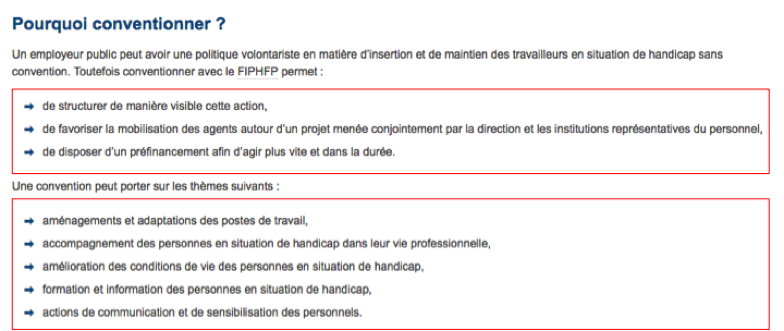 Pourquoi conventionner ?
Un employeur public peut avoir une politique volontariste en matière d'insertion et de maintien des travailleurs en situation de handicap sans
convention. Toutefois conventionner avec le FIPHFP permet :
de structurer de manière visible cette action,
de favoriser la mobilisation des agents autour d'un projet menée conjointement par la direction et les institutions représentatives du personnel,
de disposer d'un préfinancement afin d'agir plus vite et dans la durée.
Une convention peut porter sur les thèmes suivants :
aménagements et adaptations des postes de travail,
accompagnement des personnes en situation de handicap dans leur vie professionnelle,
amélioration des conditions de vie des personnes en situation de handicap,
formation et information des personnes en situation de handicap,
actions de communication et de sensibilisation des personnels.